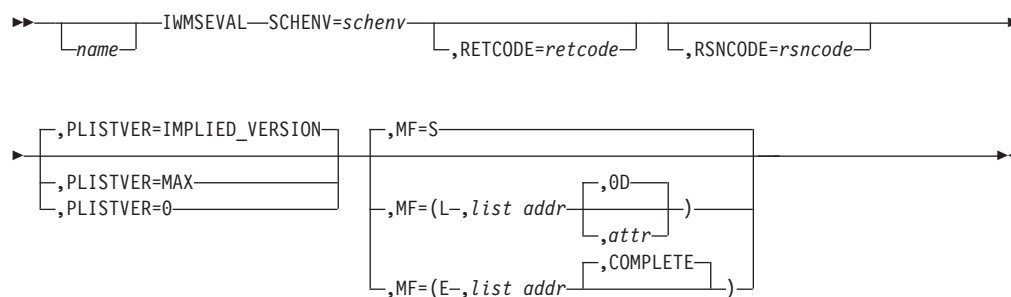 IWMSEVAL SCHENV=schenv
name ,RETCODE=retcode ,RSNCODE=rsncode
,PLISTVER=IMPLIED_VERSION ,MF=S
,PLISTVER=MAX
,PLISTVER=0
,0D
,MF=(L ,list addr )
,attr
,COMPLETE
,MF=(E ,list addr )